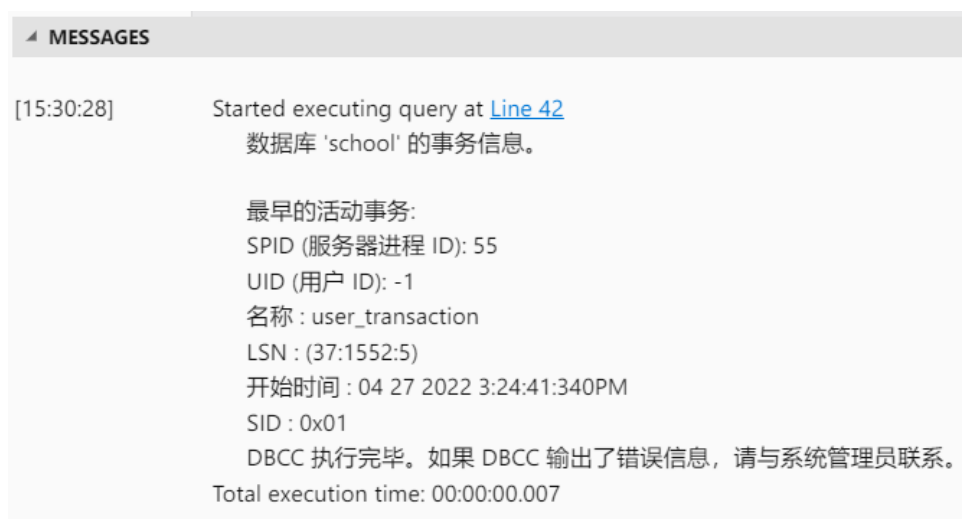 MESSAGES
[15:30:28] Started executing query at Line 42
数据库 'school' 的事务信息。
最早的活动事务:
SPID (服务器进程 ID): 55
UID (用户 ID): -1
名称 : user_transaction
LSN : (37:1552:5)
开始时间 : 04 27 2022 3:24:41:340PM
SID : 0x01
DBCC 执行完毕。如果 DBCC 输出了错误信息，请与系统管理员联系。
Total execution time: 00:00:00.007